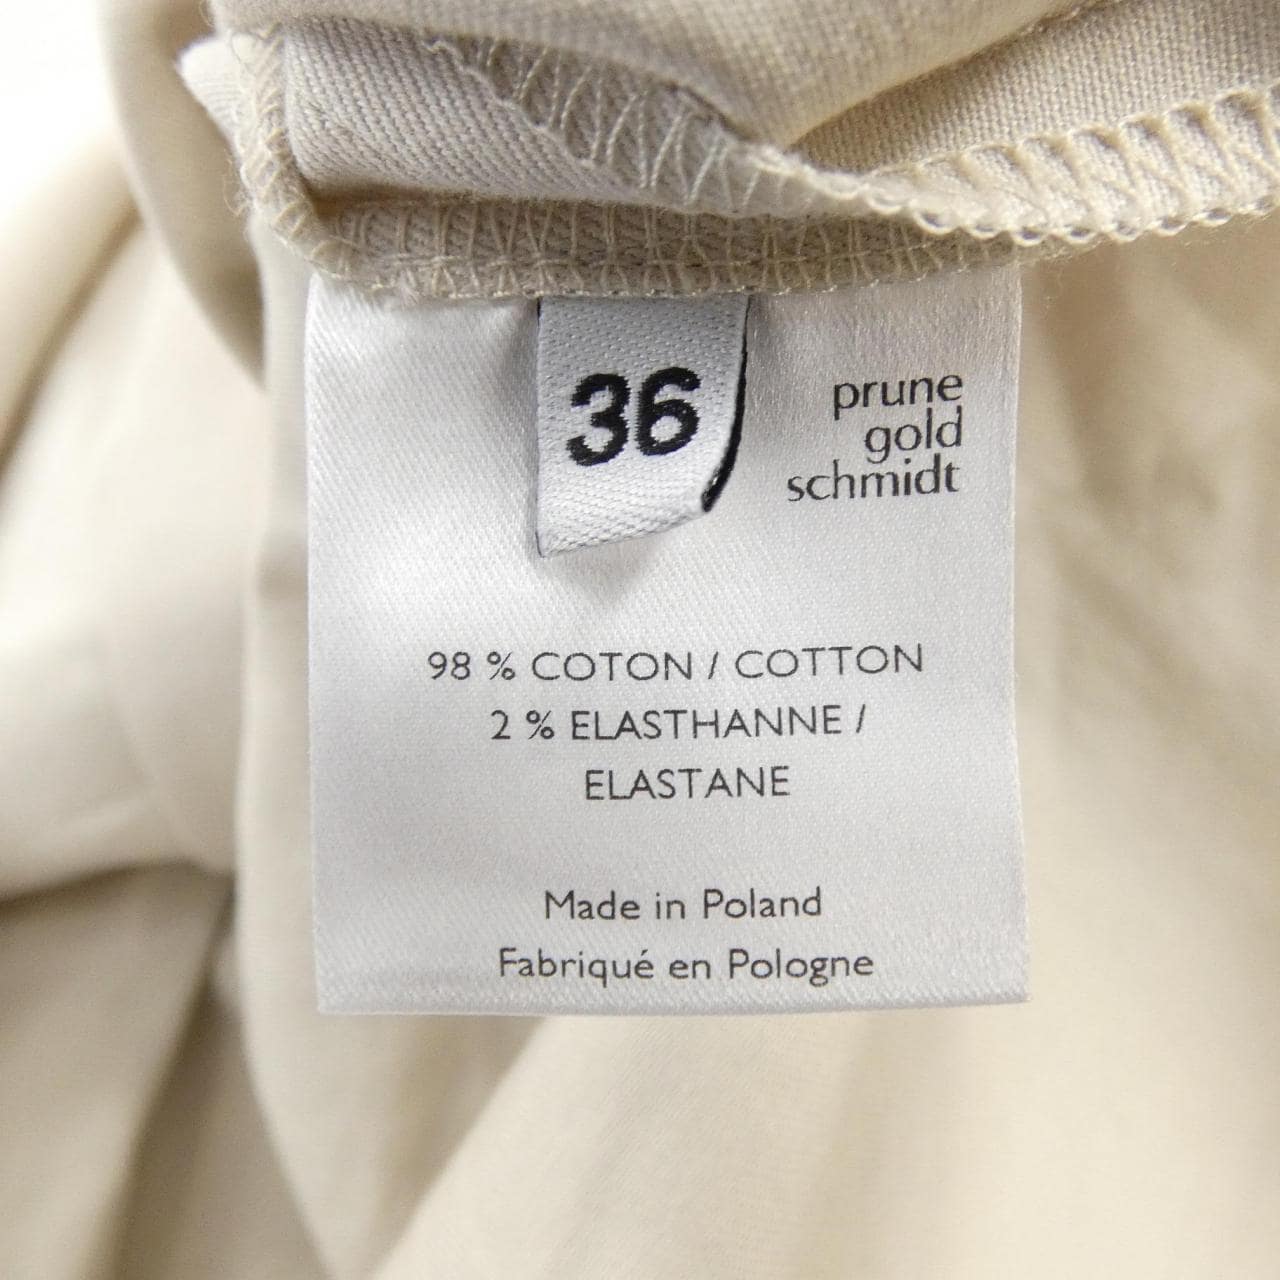 36
prune
gold
schmidt
98 % COTON / COTTON
2 % ELASTHANNE /
ELASTANE
Made in Poland
Fabriqué en Pologne